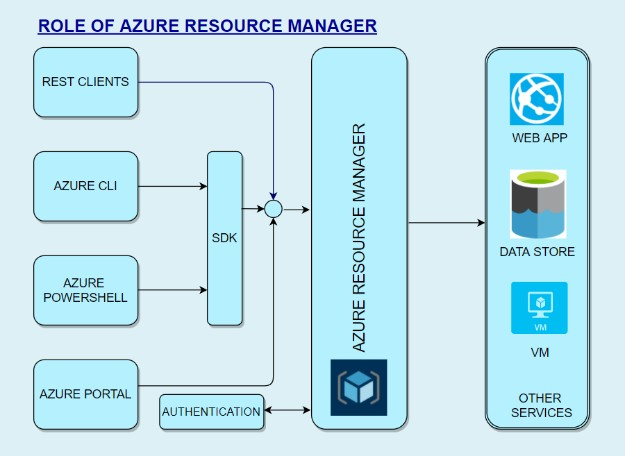 ROLE OF AZURE RESOURCE MANAGER
REST CLIENTS
AZURE CLI
AZURE
POWERSHELL
AZURE PORTAL
SDK
AUTHENTICATION
AZURE RESOURCE MANAGER
WEB APP
DATA STORE
VM
VM
OTHER
SERVICES